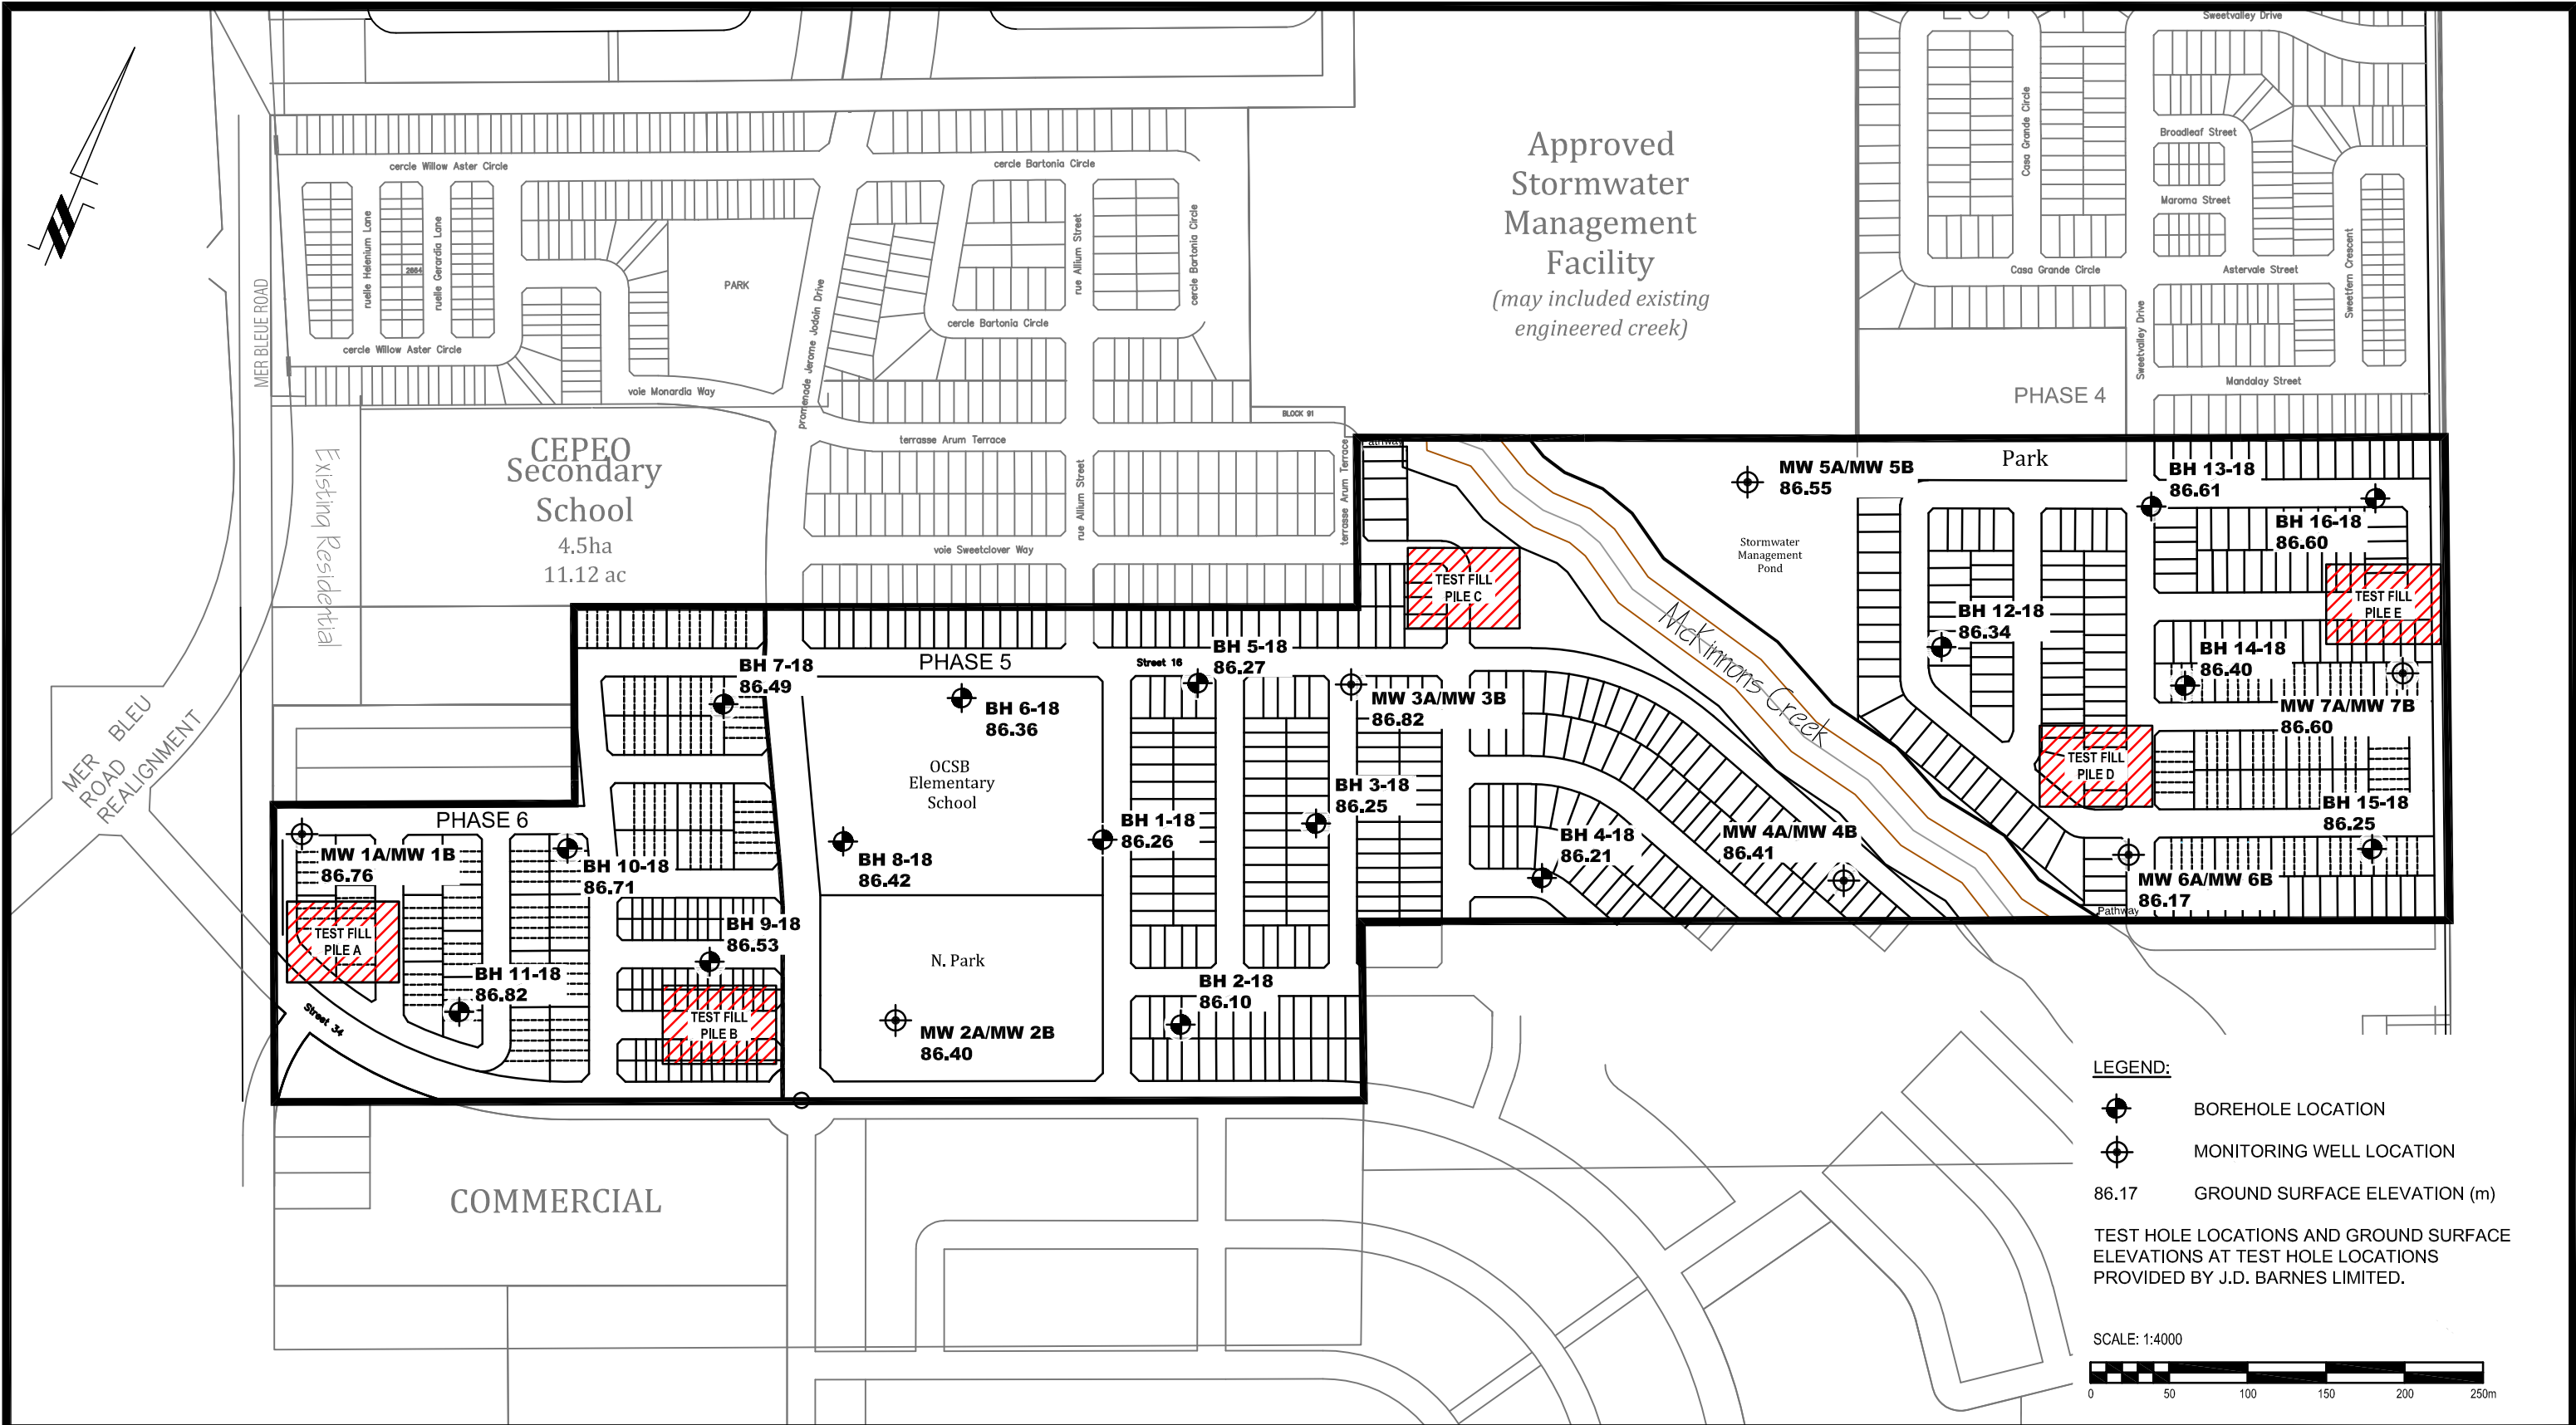 Sweetvalley Drive
Casa Grande Circle
Broadleaf Street
Maroma Street
Casa Grande Circle
Astervale Street
Sweetfern Crescent
Sweetvalley Drive
Mandalay Street
PHASE 4
cercle Willow Aster Circle
ruelle Helenium Lane
2664
ruelle Gerardia Lane
cercle Willow Aster Circle
PARK
voie Monardia Way
promenade Jerome Jodoin Drive
cercle Bartonia Circle
rue Allium Street
cercle Bartonia Circle
cercle Bartonia Circle
terrasse Arum Terrace
rue Allium Street
BLOCK 91
terrasse Arum Terrace
voie Sweetclover Way
MER BLEUE ROAD
Existing Residential
CEPEO
Secondary
School
4.5ha
11.12 ac
Approved
Stormwater
Management
Facility
(may included existing
engineered creek)
MER BLEU
ROAD
REALIGNMENT
Pathway
MW 5A/MW 5B
86.55
Park
Stormwater
Management
Pond
BH 13-18
86.61
BH 16-18
86.60
TEST FILL
PILE C
McKinnons Creek
BH 12-18
86.34
TEST FILL
PILE E
BH 14-18
86.40
MW 7A/MW 7B
86.60
TEST FILL
PILE D
BH 15-18
86.25
MW 6A/MW 6B
86.17
Pathway
PHASE 5
BH 7-18
86.49
BH 6-18
86.36
Street 16
BH 5-18
86.27
MW 3A/MW 3B
86.82
OCSB
Elementary
School
BH 3-18
86.25
BH 1-18
86.26
BH 8-18
86.42
BH 4-18
86.21
MW 4A/MW 4B
86.41
PHASE 6
MW 1A/MW 1B
86.76
BH 10-18
86.71
BH 9-18
86.53
TEST FILL
PILE A
BH 11-18
86.82
Street 34
TEST FILL
PILE B
N. Park
MW 2A/MW 2B
86.40
BH 2-18
86.10
COMMERCIAL
LEGEND:
BOREHOLE LOCATION
MONITORING WELL LOCATION
86.17 GROUND SURFACE ELEVATION (m)
TEST HOLE LOCATIONS AND GROUND SURFACE
ELEVATIONS AT TEST HOLE LOCATIONS
PROVIDED BY J.D. BARNES LIMITED.
SCALE: 1:4000
0 50 100 150 200 250m